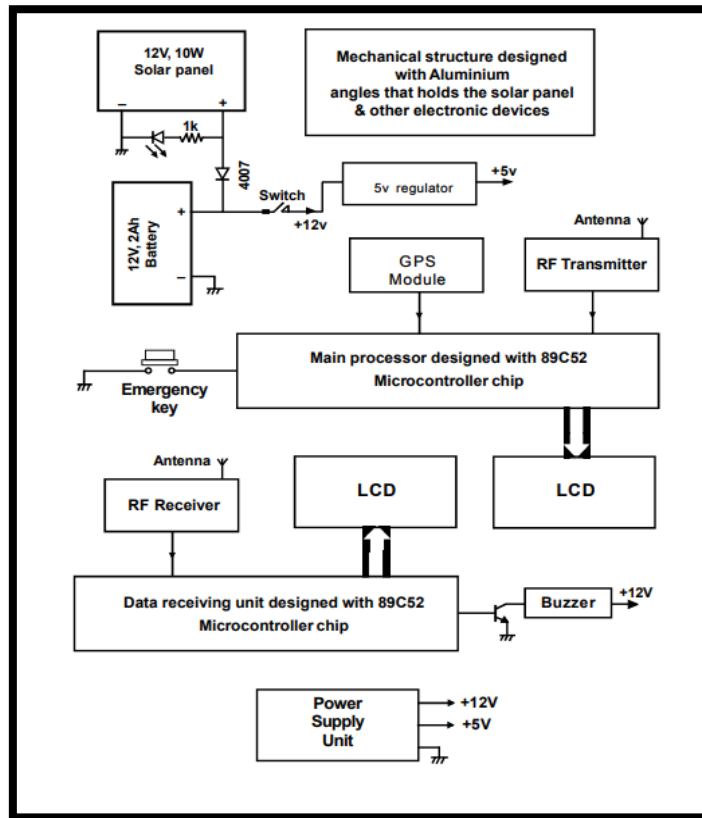 12V, 10W
Solar panel
–
+
1k
4007
Mechanical structure designed
with Aluminium
angles that holds the solar panel
& other electronic devices
12V, 2Ah
Battery
+
–
Switch
+12v
5v regulator
+5v
GPS
Module
Antenna
RF Transmitter
Main processor designed with 89C52
Microcontroller chip
Emergency
key
Antenna
RF Receiver
LCD
LCD
Data receiving unit designed with 89C52
Microcontroller chip
Buzzer
+12V
Power
Supply
Unit
+12V
+5V